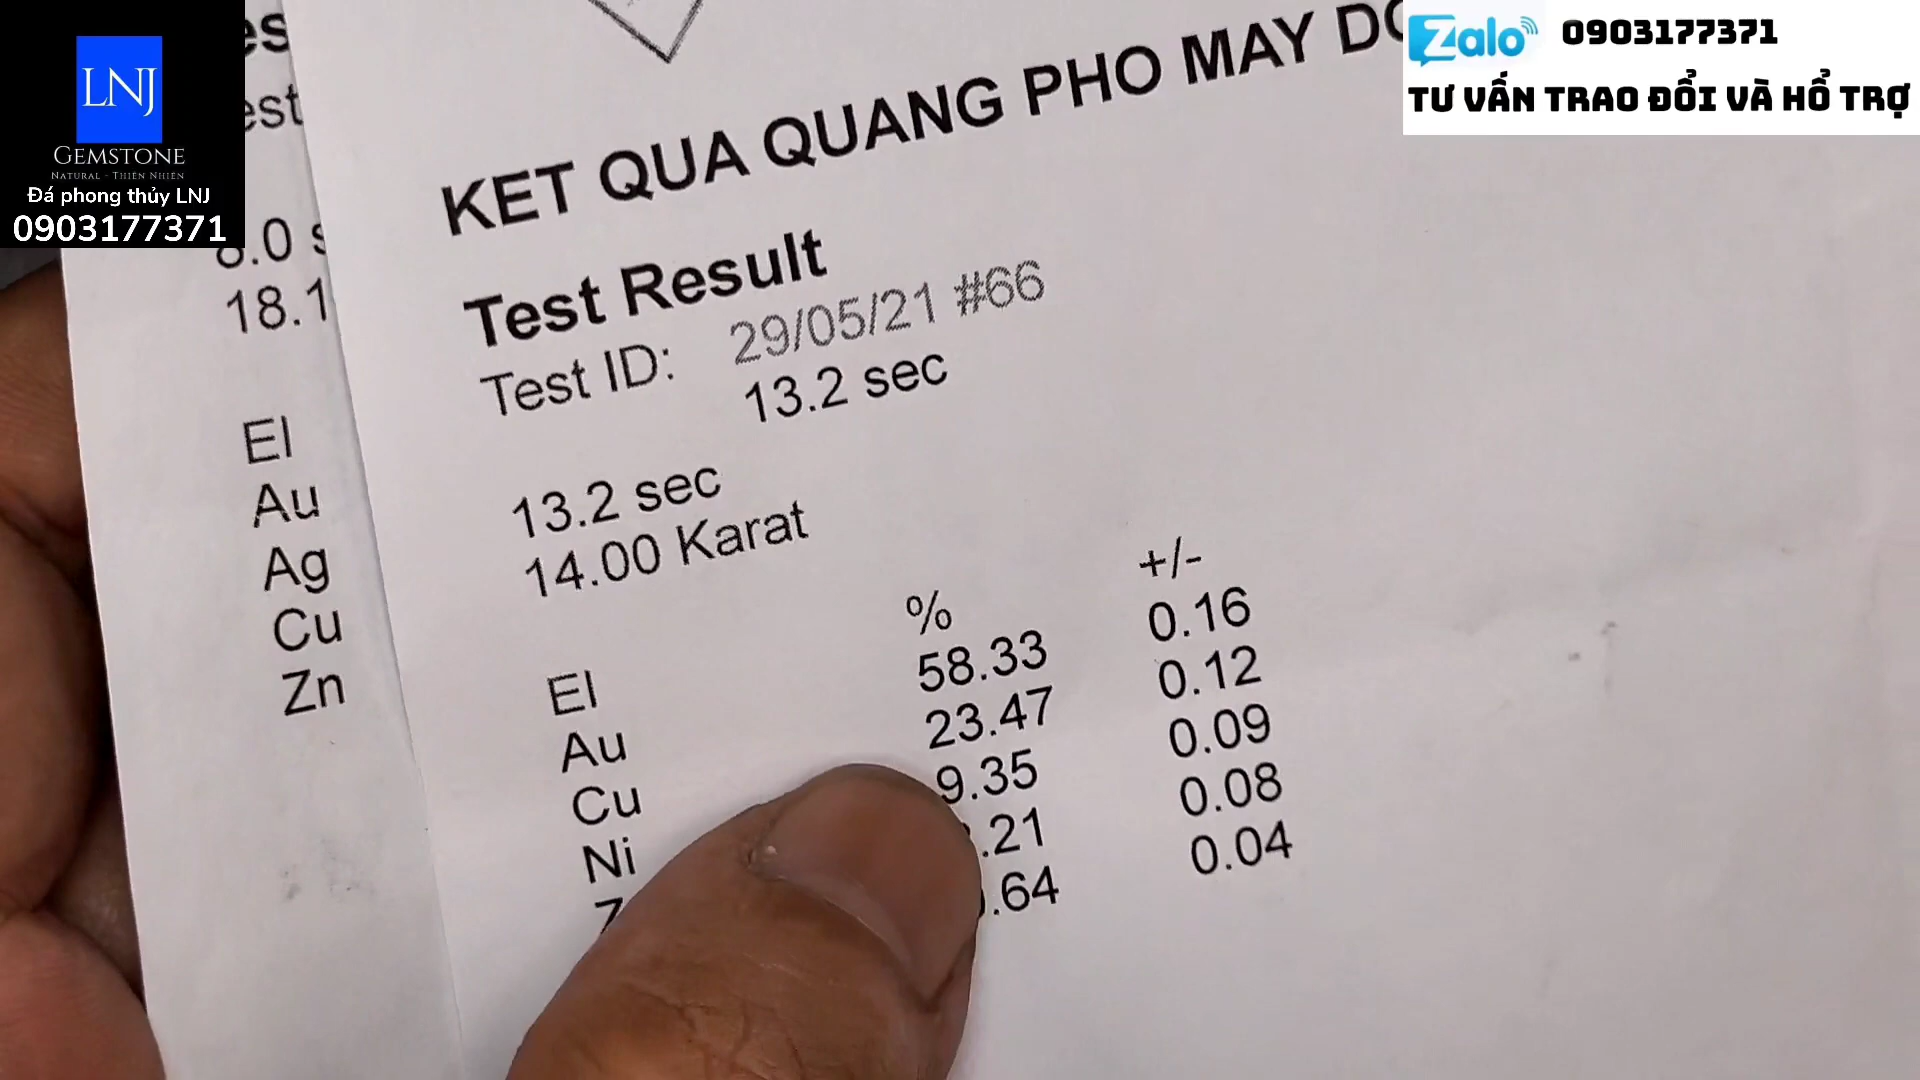 LNJ
GEMSTONE
NATURAL - THIÊN NHIÊN
Đá phong thủy LNJ
0903177371
Zalo 0903177371
TƯ VẤN TRAO ĐỔI VÀ HỔ TRỢ
18.1
El
Au
Ag
Cu
Zn
KET QUA QUANG PHO MAY
Test Result
Test ID: 29/05/21 #66
13.2 sec
13.2 sec
14.00 Karat
% +/-
El 58.33 0.16
Au 23.47 0.12
Cu 9.35 0.09
Ni .21 0.08
.64 0.04